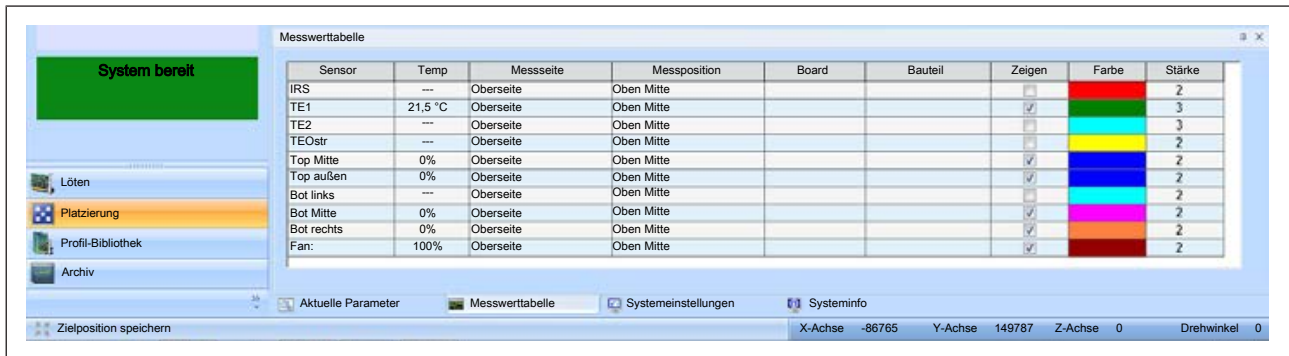 Messwerttabelle
System bereit
Sensor Temp Messseite Messposition Board Bauteil Zeigen Farbe Stärke
IRS --- Oberseite Oben Mitte 2
TE1 21,5 °C Oberseite Oben Mitte 3
TE2 --- Oberseite Oben Mitte 3
TEOstr --- Oberseite Oben Mitte 2
Top Mitte 0% Oberseite Oben Mitte 2
Top außen 0% Oberseite Oben Mitte 2
Bot links --- Oberseite Oben Mitte 2
Bot Mitte 0% Oberseite Oben Mitte 2
Bot rechts 0% Oberseite Oben Mitte 2
Fan: 100% Oberseite Oben Mitte 2
Löten
Platzierung
Profil-Bibliothek
Archiv
Aktuelle Parameter Messwerttabelle Systemeinstellungen Systeminfo
Zielposition speichern X-Achse -86765 Y-Achse 149787 Z-Achse 0 Drehwinkel 0